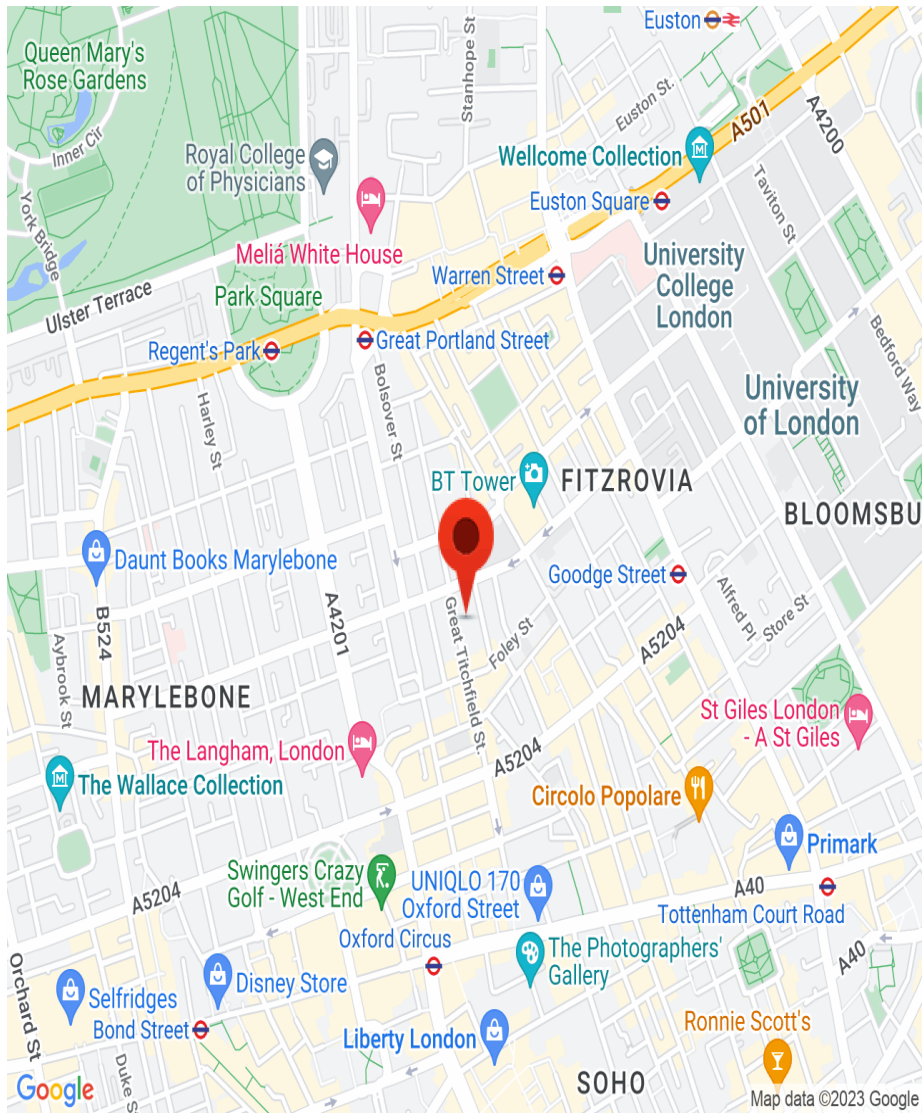 Euston
Queen Mary's
Rose Gardens
Stanhope St
Euston St.
A501
A4200
Inner Cir
Royal College
of Physicians
Wellcome Collection
Taviton St
York Bridge
Euston Square
Meliá White House
University
College
London
Warren Street
Ulster Terrace
Park Square
Bedford Way
Regent's Park
Great Portland Street
Bolsover St
Harley St
University
of London
BT Tower
FITZROVIA
BLOOMSBU
Daunt Books Marylebone
Goodge Street
B524
A4201
Great Titchfield St.
Alfred Pl
Store St
Aybrook St
Foley St
A5204
MARYLEBONE
St Giles London
- A St Giles
The Langham, London
A5204
The Wallace Collection
Circolo Popolare
Primark
Swingers Crazy
Golf - West End
UNIQLO 170
Oxford Street
A40
A5204
Tottenham Court Road
Oxford Circus
The Photographers'
Gallery
A40
Orchard St
Disney Store
Selfridges
Bond Street
Liberty London
Ronnie Scott's
Duke S
SOHO
Google
Map data ©2023 Google